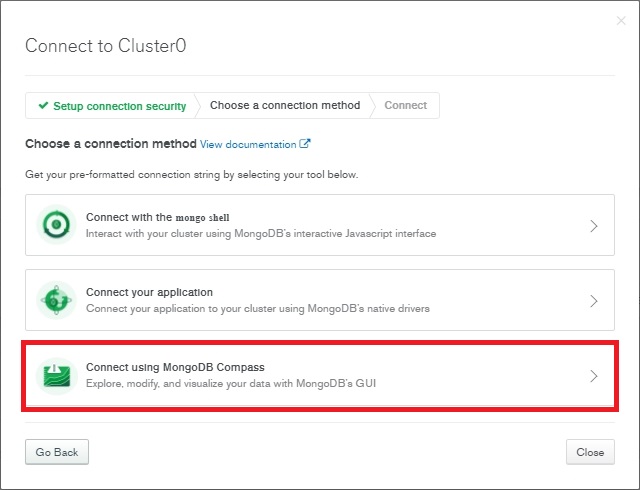 Connect to Cluster0
Setup connection security
Choose a connection method
Connect
Choose a connection method View documentation
Get your pre-formatted connection string by selecting your tool below.
Connect with the mongo shell
Interact with your cluster using MongoDB's interactive Javascript interface
Connect your application
Connect your application to your cluster using MongoDB's native drivers
Connect using MongoDB Compass
Explore, modify, and visualize your data with MongoDB's GUI
Go Back
Close